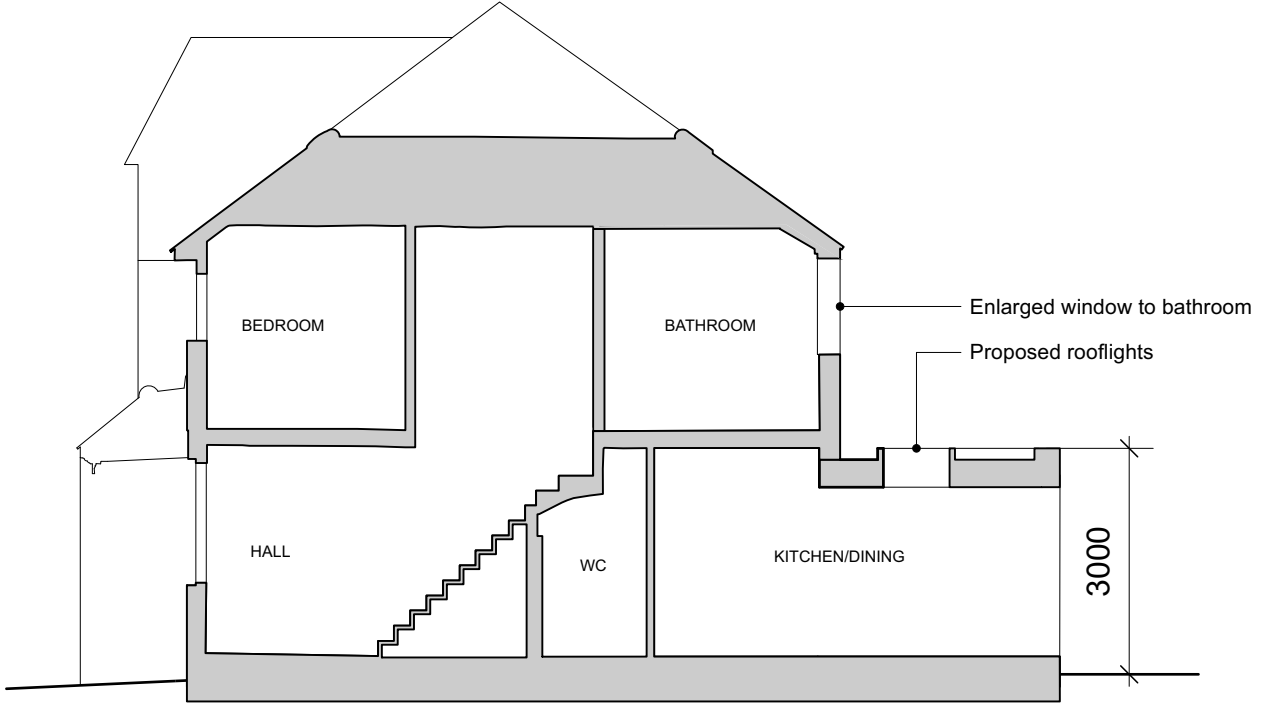 BEDROOM
BATHROOM
Enlarged window to bathroom
Proposed rooflights
HALL
WC
KITCHEN/DINING
3000